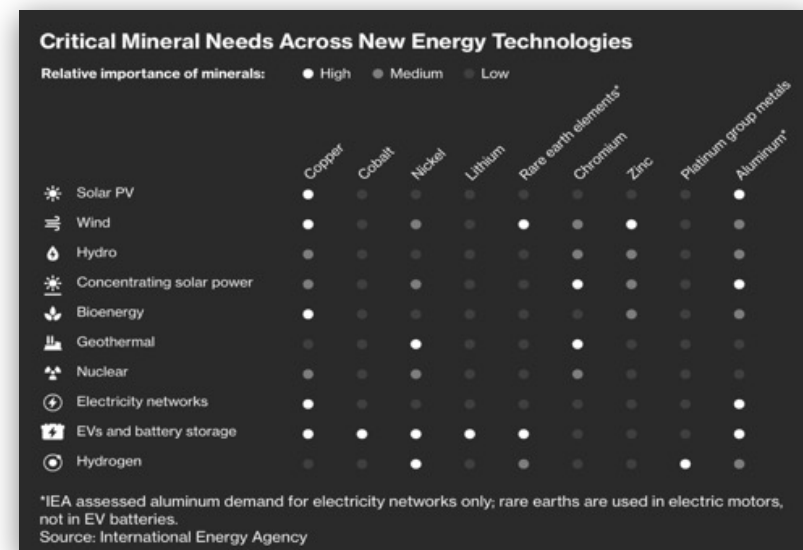 Critical Mineral Needs Across New Energy Technologies
Relative importance of minerals: High Medium Low
Copper Cobalt Nickel Lithium Rare earth elements* Chromium Zinc Platinum group metals Aluminum*
Solar PV
Wind
Hydro
Concentrating solar power
Bioenergy
Geothermal
Nuclear
Electricity networks
EVs and battery storage
Hydrogen
*IEA assessed aluminum demand for electricity networks only; rare earths are used in electric motors,
not in EV batteries.
Source: International Energy Agency